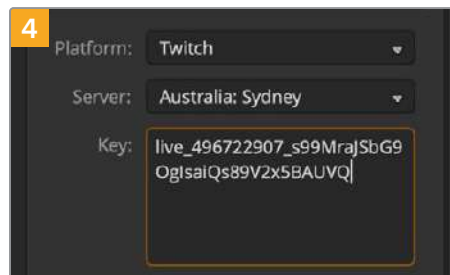 4
Platform: Twitch
Server: Australia: Sydney
Key: live_496722907_s99MraJSbG9
OgIsaiQs89V2x5BAUVQ